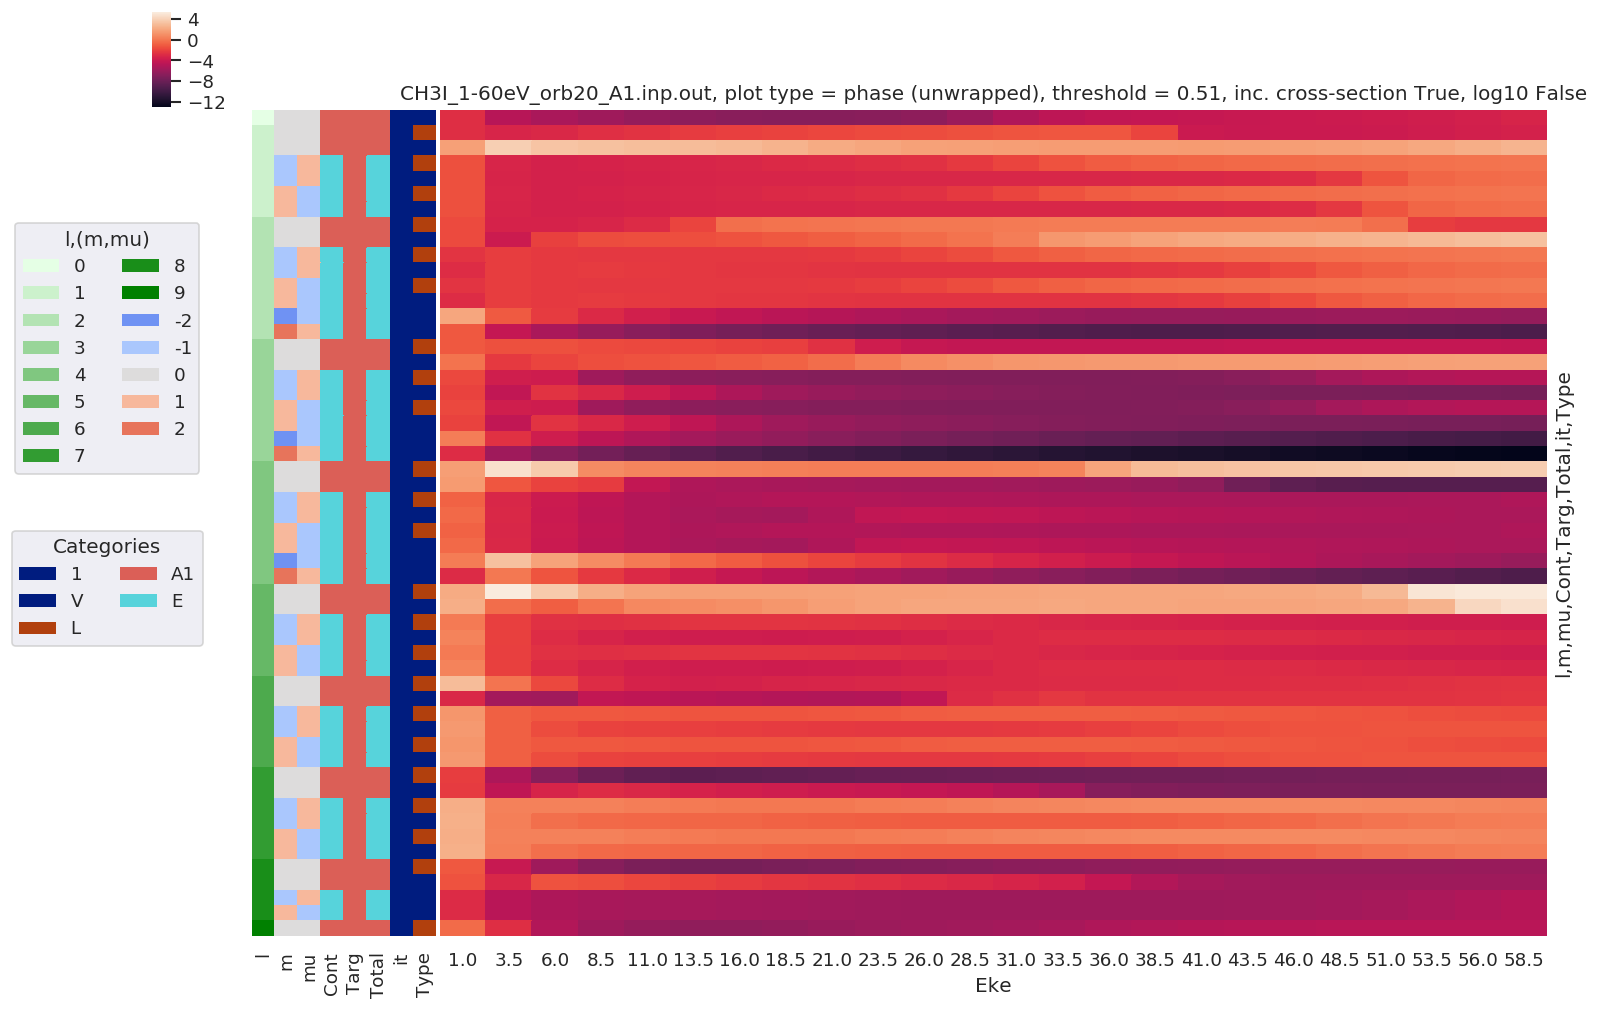 4
0
−4
−8
−12
CH3I_1-60eV_orb20_A1.inp.out, plot type = phase (unwrapped), threshold = 0.51, inc. cross-section True, log10 False
l,(m,mu)
0 8
1 9
2 -2
3 -1
4 0
5 1
6 2
7
Categories
1 A1
V E
L
l,m,mu,Cont,Targ,Total,it,Type
l m mu Cont Targ Total it Type
1.0 3.5 6.0 8.5 11.0 13.5 16.0 18.5 21.0 23.5 26.0 28.5 31.0 33.5 36.0 38.5 41.0 43.5 46.0 48.5 51.0 53.5 56.0 58.5
Eke